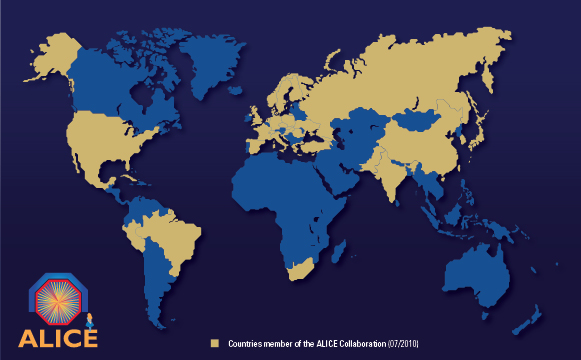 ALICE
Countries member of the ALICE Collaboration (07/2010)